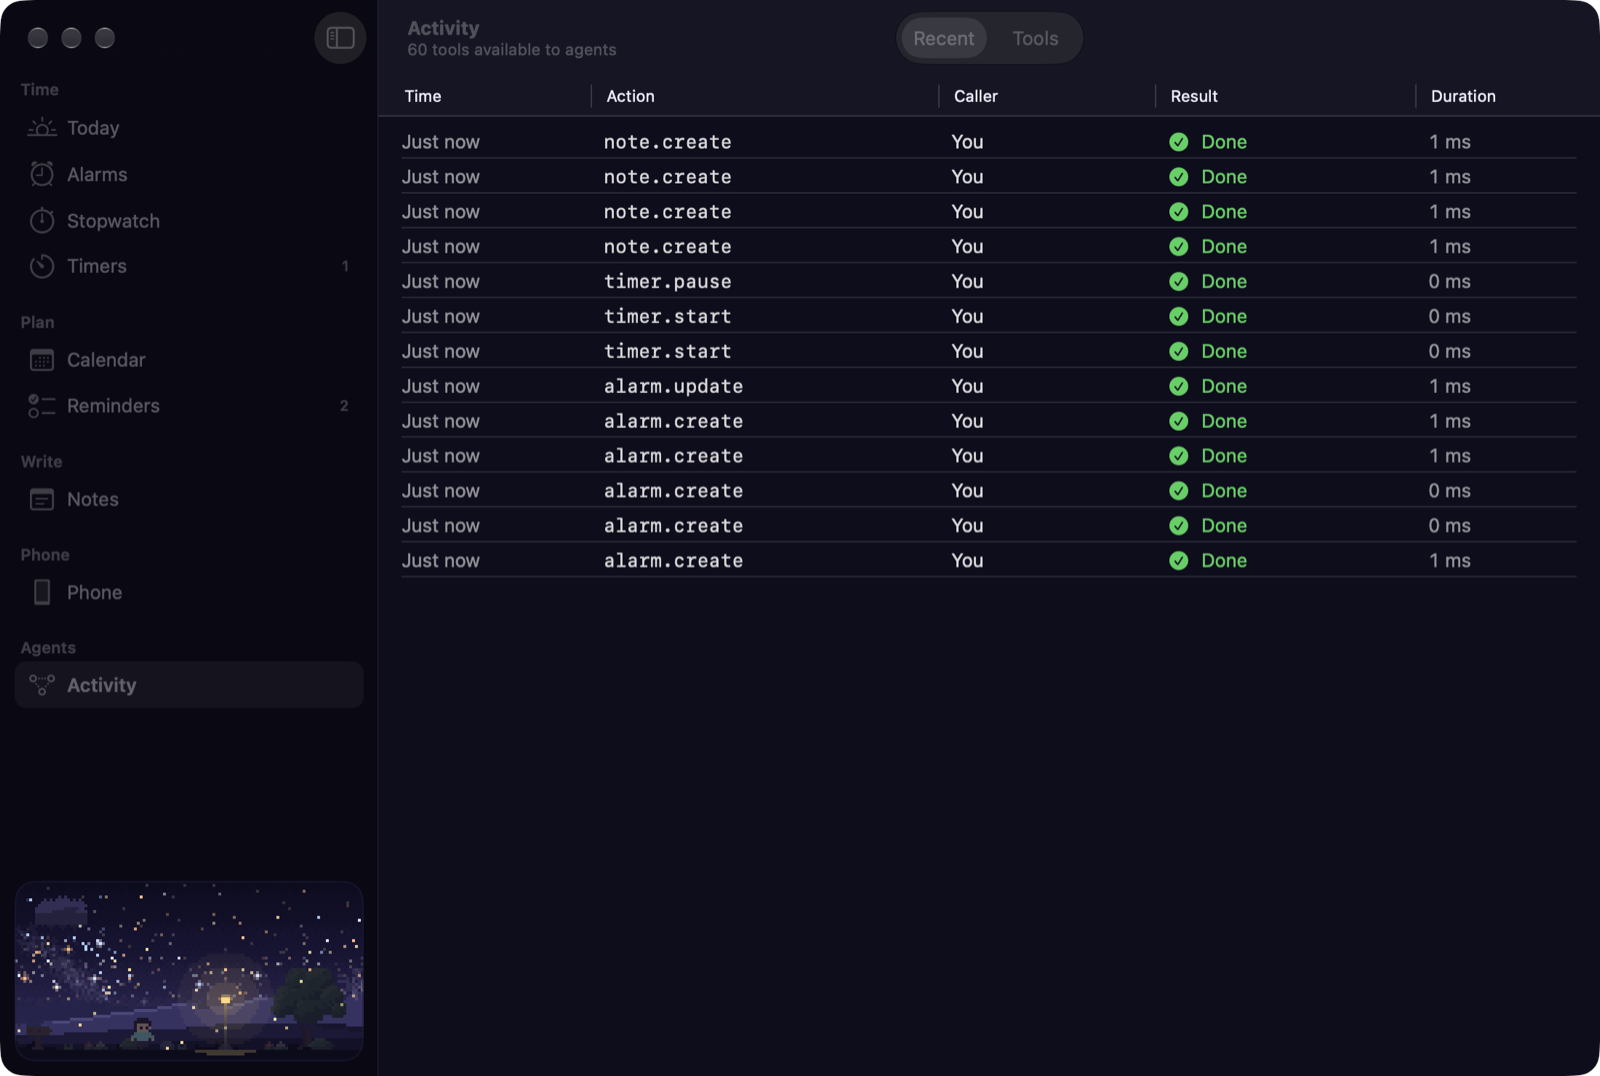 Time
Today
Alarms
Stopwatch
Timers 1
Plan
Calendar
Reminders 2
Write
Notes
Phone
Phone
Agents
Activity
Activity
60 tools available to agents
Recent Tools
Time Action Caller Result Duration
Just now note.create You Done 1 ms
Just now note.create You Done 1 ms
Just now note.create You Done 1 ms
Just now note.create You Done 1 ms
Just now timer.pause You Done 0 ms
Just now timer.start You Done 0 ms
Just now timer.start You Done 0 ms
Just now alarm.update You Done 1 ms
Just now alarm.create You Done 1 ms
Just now alarm.create You Done 1 ms
Just now alarm.create You Done 0 ms
Just now alarm.create You Done 0 ms
Just now alarm.create You Done 1 ms